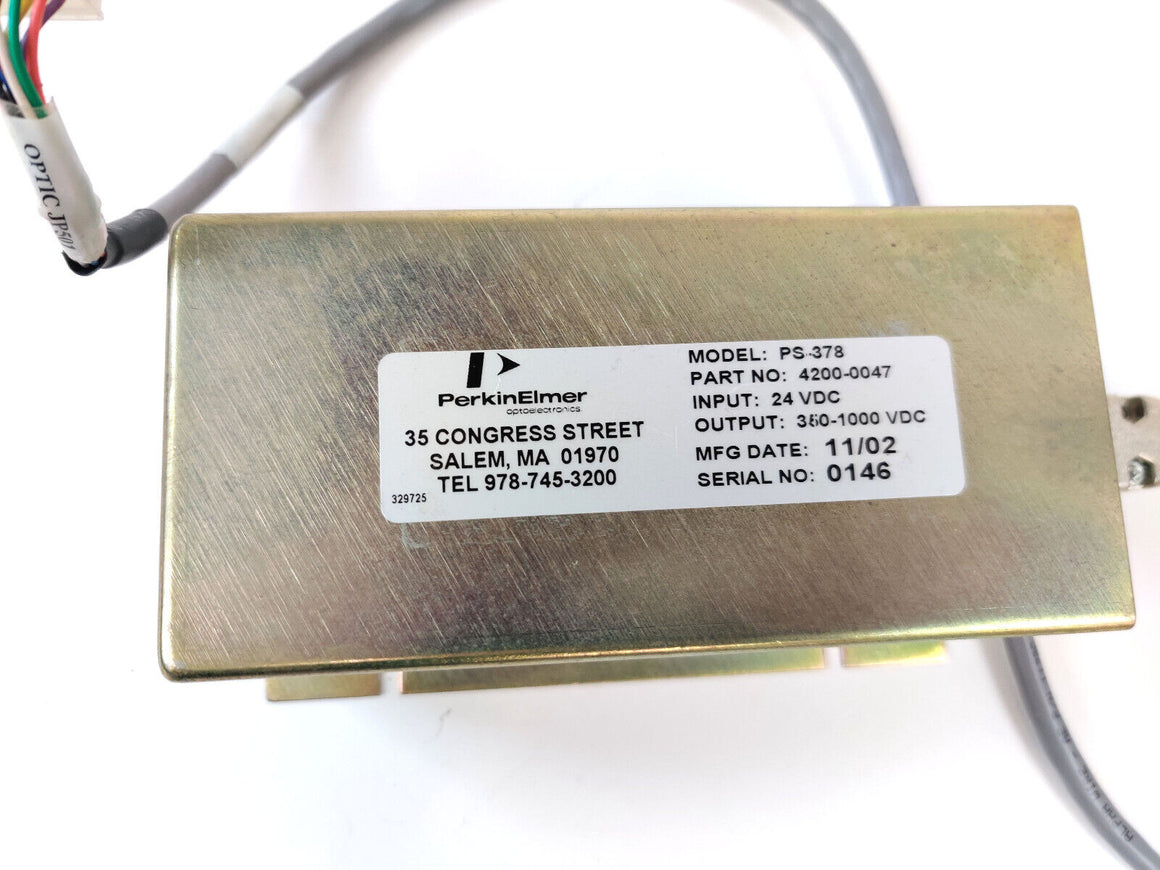 OPTIC JP501
PerkinElmer
optoelectronics.
35 CONGRESS STREET
SALEM, MA 01970
TEL 978-745-3200
329725
MODEL: PS-378
PART NO: 4200-0047
INPUT: 24 VDC
OUTPUT: 350-1000 VDC
MFG DATE: 11/02
SERIAL NO: 0146